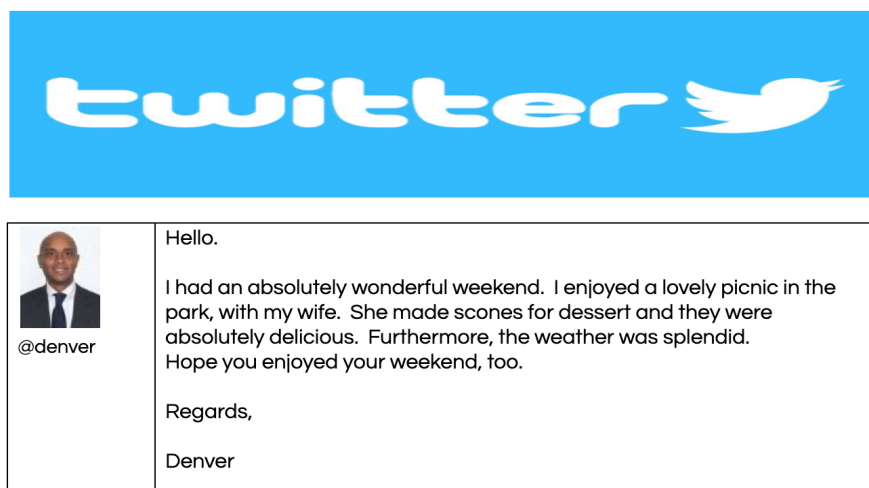 twitter
Hello.
I had an absolutely wonderful weekend.  I enjoyed a lovely picnic in the
park, with my wife.  She made scones for dessert and they were
absolutely delicious.  Furthermore, the weather was splendid.
Hope you enjoyed your weekend, too.
Regards,
Denver
@denver